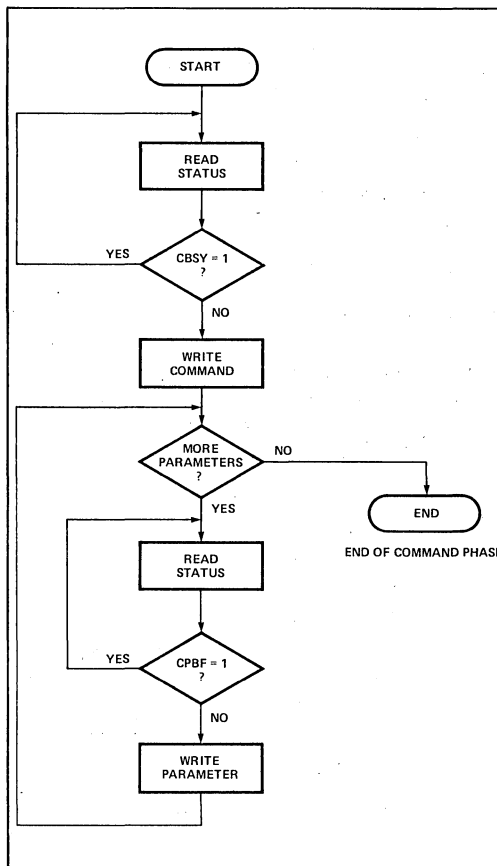 START
READ
STATUS
YES
CBSY = 1
?
NO
WRITE
COMMAND
MORE
PARAMETERS
?
NO
YES
END
END OF COMMAND PHAS
READ
STATUS
YES
CPBF = 1
?
NO
WRITE
PARAMETER